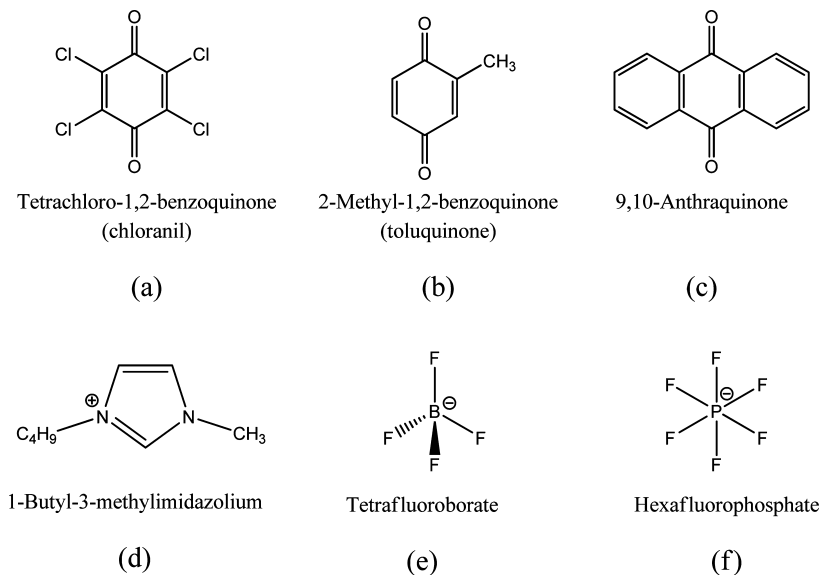 O
Cl Cl
Cl Cl
O
Tetrachloro-1,2-benzoquinone
(chloranil)
(a)
O
CH3
O
2-Methyl-1,2-benzoquinone
(toluquinone)
(b)
O
O
9,10-Anthraquinone
(c)
⊕
N N
C4H9 CH3
1-Butyl-3-methylimidazolium
(d)
F
⊖
B
F F
F
Tetrafluoroborate
(e)
F
F F
⊖
P
F F
F
Hexafluorophosphate
(f)